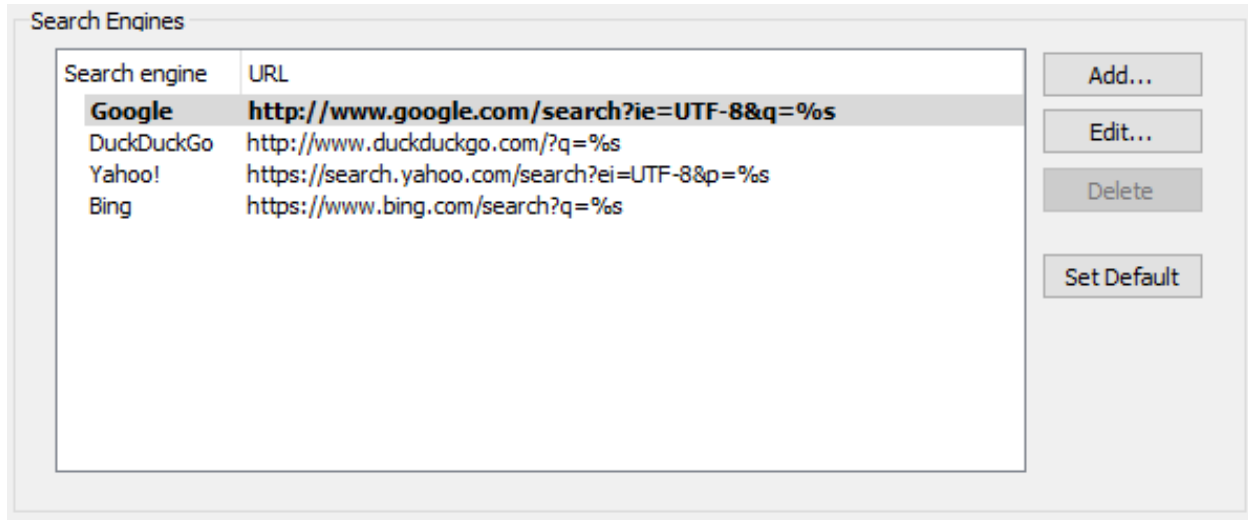 Search Engines
Search engine URL
Google http://www.google.com/search?ie=UTF-8&q=%s
DuckDuckGo http://www.duckduckgo.com/?q=%s
Yahoo! https://search.yahoo.com/search?ei=UTF-8&p=%s
Bing https://www.bing.com/search?q=%s
Add...
Edit...
Delete
Set Default